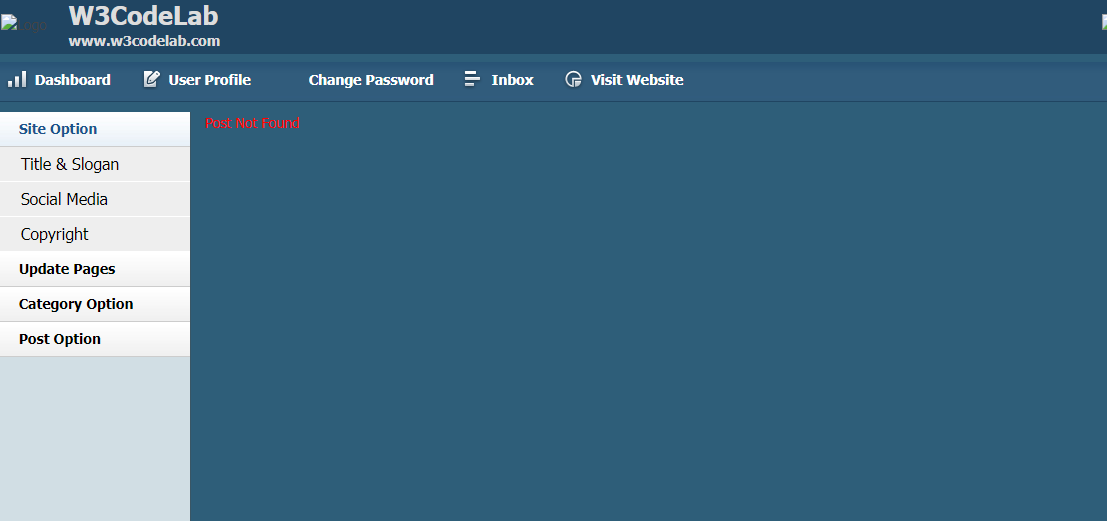 Logo
W3CodeLab
www.w3codelab.com
Dashboard User Profile Change Password Inbox Visit Website
Site Option
Post Not Found
Title & Slogan
Social Media
Copyright
Update Pages
Category Option
Post Option